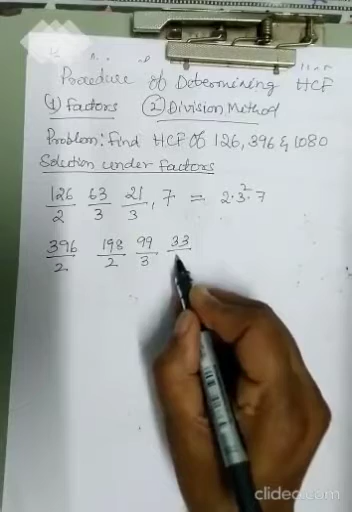 Procedure of Determining HCF
(1) Factors (2) Division Method
Problem: Find HCF of 126, 396 & 1080
Solution under factors
126/2 63/3 21/3, 7 = 2·3²·7
396/2 198/2 99/3 33/
clideo.com